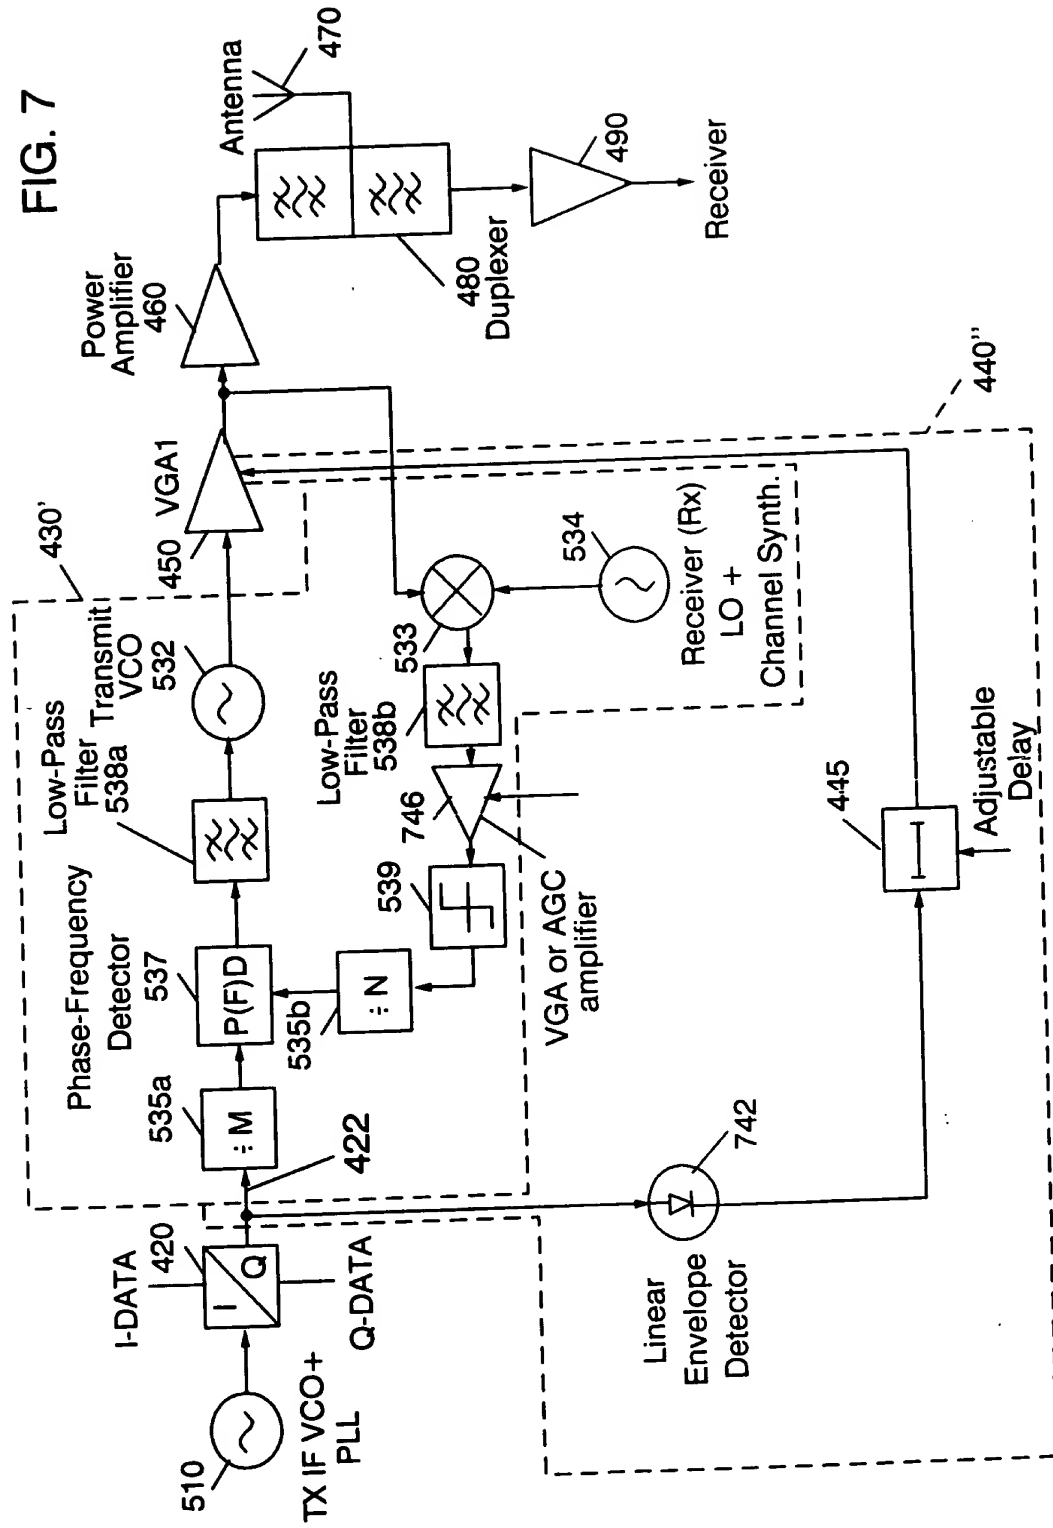 FIG. 7
430'
Phase-Frequency
Detector
Low-Pass
Filter
538a
Transmit
VCO
532
450
VGA1
Power
Amplifier
460
Antenna
470
I-DATA
420
I
Q
Q-DATA
510
TX IF VCO+
PLL
422
535a
÷M
537
P(F)D
535b
÷N
539
746
VGA or AGC
amplifier
Low-Pass
Filter
538b
533
534
Receiver (Rx)
LO +
Channel Synth.
480
Duplexer
490
Receiver
440"
Linear
Envelope
Detector
742
445
Adjustable
Delay